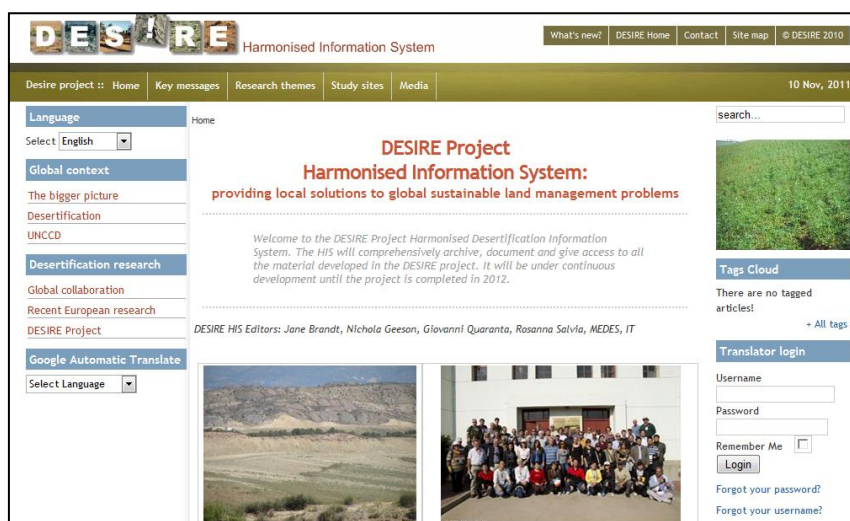 DES!RE Harmonised Information System
What's new? DESIRE Home Contact Site map © DESIRE 2010
Desire project :: Home Key messages Research themes Study sites Media 10 Nov, 2011
Language
Select English
Global context
The bigger picture
Desertification
UNCCD
Desertification research
Global collaboration
Recent European research
DESIRE Project
Google Automatic Translate
Select Language
Home
DESIRE Project
Harmonised Information System:
providing local solutions to global sustainable land management problems
Welcome to the DESIRE Project Harmonised Desertification Information
System. The HIS will comprehensively archive, document and give access to all
the material developed in the DESIRE project. It will be under continuous
development until the project is completed in 2012.
DESIRE HIS Editors: Jane Brandt, Nichola Geeson, Giovanni Quaranta, Rosanna Salvia, MEDES, IT
search...
Tags Cloud
There are no tagged
articles!
+ All tags
Translator login
Username
Password
Remember Me
Login
Forgot your password?
Forgot your username?